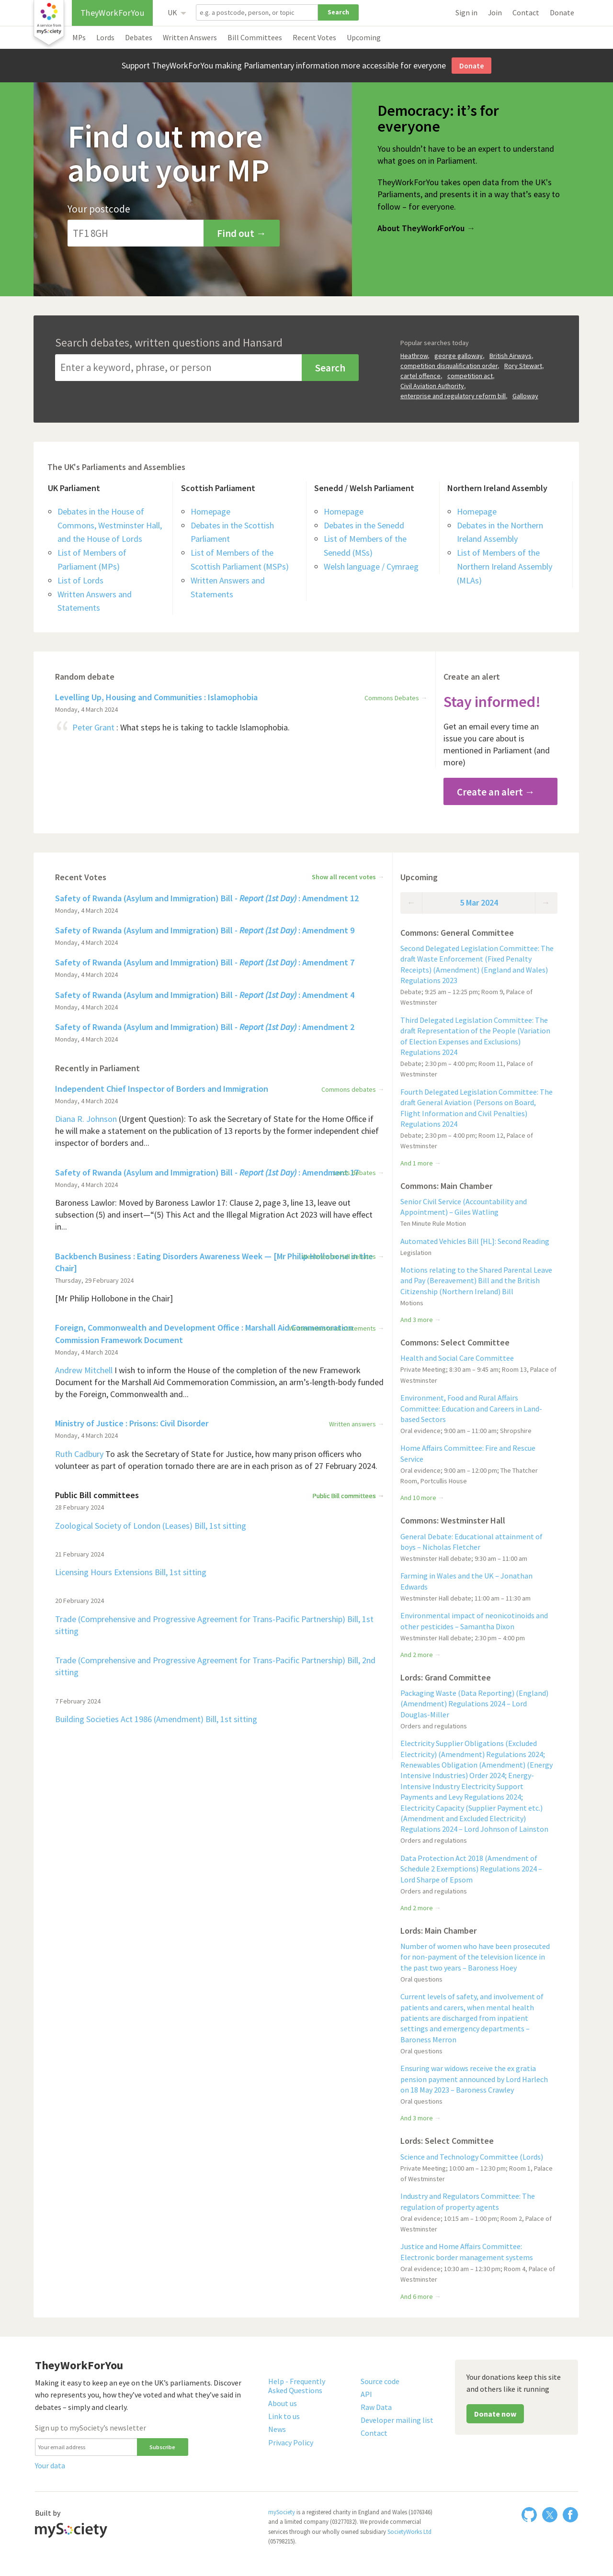 a service from
mySociety
TheyWorkForYou
UK
e.g. a postcode, person, or topic
Search
Sign in
Join
Contact
Donate
MPs
Lords
Debates
Written Answers
Bill Committees
Recent Votes
Upcoming
Support TheyWorkForYou making Parliamentary information more accessible for everyone
Donate
Find out more
about your MP
Your postcode
TF1 8GH
Find out →
Democracy: it’s for
everyone
You shouldn’t have to be an expert to understand
what goes on in Parliament.
TheyWorkForYou takes open data from the UK’s
Parliaments, and presents it in a way that’s easy to
follow – for everyone.
About TheyWorkForYou →
Search debates, written questions and Hansard
Enter a keyword, phrase, or person
Search
Popular searches today
Heathrow, george galloway, British Airways,
competition disqualification order, Rory Stewart,
cartel offence, competition act,
Civil Aviation Authority,
enterprise and regulatory reform bill, Galloway
The UK's Parliaments and Assemblies
UK Parliament
Debates in the House of
Commons, Westminster Hall,
and the House of Lords
List of Members of
Parliament (MPs)
List of Lords
Written Answers and
Statements
Scottish Parliament
Homepage
Debates in the Scottish
Parliament
List of Members of the
Scottish Parliament (MSPs)
Written Answers and
Statements
Senedd / Welsh Parliament
Homepage
Debates in the Senedd
List of Members of the
Senedd (MSs)
Welsh language / Cymraeg
Northern Ireland Assembly
Homepage
Debates in the Northern
Ireland Assembly
List of Members of the
Northern Ireland Assembly
(MLAs)
Random debate
Levelling Up, Housing and Communities : Islamophobia
Commons Debates →
Monday, 4 March 2024
Peter Grant : What steps he is taking to tackle Islamophobia.
Create an alert
Stay informed!
Get an email every time an
issue you care about is
mentioned in Parliament (and
more)
Create an alert →
Recent Votes
Show all recent votes →
Safety of Rwanda (Asylum and Immigration) Bill - Report (1st Day) : Amendment 12
Monday, 4 March 2024
Safety of Rwanda (Asylum and Immigration) Bill - Report (1st Day) : Amendment 9
Monday, 4 March 2024
Safety of Rwanda (Asylum and Immigration) Bill - Report (1st Day) : Amendment 7
Monday, 4 March 2024
Safety of Rwanda (Asylum and Immigration) Bill - Report (1st Day) : Amendment 4
Monday, 4 March 2024
Safety of Rwanda (Asylum and Immigration) Bill - Report (1st Day) : Amendment 2
Monday, 4 March 2024
Recently in Parliament
Independent Chief Inspector of Borders and Immigration
Commons debates →
Monday, 4 March 2024
Diana R. Johnson (Urgent Question): To ask the Secretary of State for the Home Office if
he will make a statement on the publication of 13 reports by the former independent chief
inspector of borders and...
Safety of Rwanda (Asylum and Immigration) Bill - Report (1st Day) : Amendment 17
Lords debates →
Monday, 4 March 2024
Baroness Lawlor: Moved by Baroness Lawlor 17: Clause 2, page 3, line 13, leave out
subsection (5) and insert—“(5) This Act and the Illegal Migration Act 2023 will have effect
in...
Backbench Business : Eating Disorders Awareness Week — [Mr Philip Hollobone in the
Chair]
Thursday, 29 February 2024
[Mr Philip Hollobone in the Chair]
Foreign, Commonwealth and Development Office : Marshall Aid Commemoration
Commission Framework Document
Monday, 4 March 2024
Andrew Mitchell I wish to inform the House of the completion of the new Framework
Document for the Marshall Aid Commemoration Commission, an arm’s-length-body funded
by the Foreign, Commonwealth and...
Ministry of Justice : Prisons: Civil Disorder
Written answers →
Monday, 4 March 2024
Ruth Cadbury To ask the Secretary of State for Justice, how many prison officers who
volunteer as part of operation tornado there are are in each prison as of 27 February 2024.
Public Bill committees
Public Bill committees →
28 February 2024
Zoological Society of London (Leases) Bill, 1st sitting
21 February 2024
Licensing Hours Extensions Bill, 1st sitting
20 February 2024
Trade (Comprehensive and Progressive Agreement for Trans-Pacific Partnership) Bill, 1st
sitting
Trade (Comprehensive and Progressive Agreement for Trans-Pacific Partnership) Bill, 2nd
sitting
7 February 2024
Building Societies Act 1986 (Amendment) Bill, 1st sitting
Upcoming
←
5 Mar 2024
→
Commons: General Committee
Second Delegated Legislation Committee: The
draft Waste Enforcement (Fixed Penalty
Receipts) (Amendment) (England and Wales)
Regulations 2023
Debate; 9:25 am – 12:25 pm; Room 9, Palace of
Westminster
Third Delegated Legislation Committee: The
draft Representation of the People (Variation
of Election Expenses and Exclusions)
Regulations 2024
Debate; 2:30 pm – 4:00 pm; Room 11, Palace of
Westminster
Fourth Delegated Legislation Committee: The
draft General Aviation (Persons on Board,
Flight Information and Civil Penalties)
Regulations 2024
Debate; 2:30 pm – 4:00 pm; Room 12, Palace of
Westminster
And 1 more →
Commons: Main Chamber
Senior Civil Service (Accountability and
Appointment) – Giles Watling
Ten Minute Rule Motion
Automated Vehicles Bill [HL]: Second Reading
Legislation
Motions relating to the Shared Parental Leave
and Pay (Bereavement) Bill and the British
Citizenship (Northern Ireland) Bill
Motions
And 3 more →
Commons: Select Committee
Health and Social Care Committee
Private Meeting; 8:30 am – 9:45 am; Room 13, Palace of
Westminster
Environment, Food and Rural Affairs
Committee: Education and Careers in Land-
based Sectors
Oral evidence; 9:00 am – 11:00 am; Shropshire
Home Affairs Committee: Fire and Rescue
Service
Oral evidence; 9:00 am – 12:00 pm; The Thatcher
Room, Portcullis House
And 10 more →
Commons: Westminster Hall
General Debate: Educational attainment of
boys – Nicholas Fletcher
Westminster Hall debate; 9:30 am – 11:00 am
Farming in Wales and the UK – Jonathan
Edwards
Westminster Hall debate; 11:00 am – 11:30 am
Environmental impact of neonicotinoids and
other pesticides – Samantha Dixon
Westminster Hall debate; 2:30 pm – 4:00 pm
And 2 more →
Lords: Grand Committee
Packaging Waste (Data Reporting) (England)
(Amendment) Regulations 2024 – Lord
Douglas-Miller
Orders and regulations
Electricity Supplier Obligations (Excluded
Electricity) (Amendment) Regulations 2024;
Renewables Obligation (Amendment) (Energy
Intensive Industries) Order 2024; Energy-
Intensive Industry Electricity Support
Payments and Levy Regulations 2024;
Electricity Capacity (Supplier Payment etc.)
(Amendment and Excluded Electricity)
Regulations 2024 – Lord Johnson of Lainston
Orders and regulations
Data Protection Act 2018 (Amendment of
Schedule 2 Exemptions) Regulations 2024 –
Lord Sharpe of Epsom
Orders and regulations
And 2 more →
Lords: Main Chamber
Number of women who have been prosecuted
for non-payment of the television licence in
the past two years – Baroness Hoey
Oral questions
Current levels of safety, and involvement of
patients and carers, when mental health
patients are discharged from inpatient
settings and emergency departments –
Baroness Merron
Oral questions
Ensuring war widows receive the ex gratia
pension payment announced by Lord Harlech
on 18 May 2023 – Baroness Crawley
Oral questions
And 3 more →
Lords: Select Committee
Science and Technology Committee (Lords)
Private Meeting; 10:00 am – 12:30 pm; Room 1, Palace
of Westminster
Industry and Regulators Committee: The
regulation of property agents
Oral evidence; 10:15 am – 1:00 pm; Room 2, Palace of
Westminster
Justice and Home Affairs Committee:
Electronic border management systems
Oral evidence; 10:30 am – 12:30 pm; Room 4, Palace of
Westminster
And 6 more →
TheyWorkForYou
Making it easy to keep an eye on the UK’s parliaments. Discover
who represents you, how they’ve voted and what they’ve said in
debates – simply and clearly.
Sign up to mySociety’s newsletter
Your email address
Subscribe
Your data
Help - Frequently
Asked Questions
About us
Link to us
News
Privacy Policy
Source code
API
Raw Data
Developer mailing list
Contact
Your donations keep this site
and others like it running
Donate now
Built by
mySociety
mySociety is a registered charity in England and Wales (1076346)
and a limited company (03277032). We provide commercial
services through our wholly owned subsidiary SocietyWorks Ltd
(05798215).